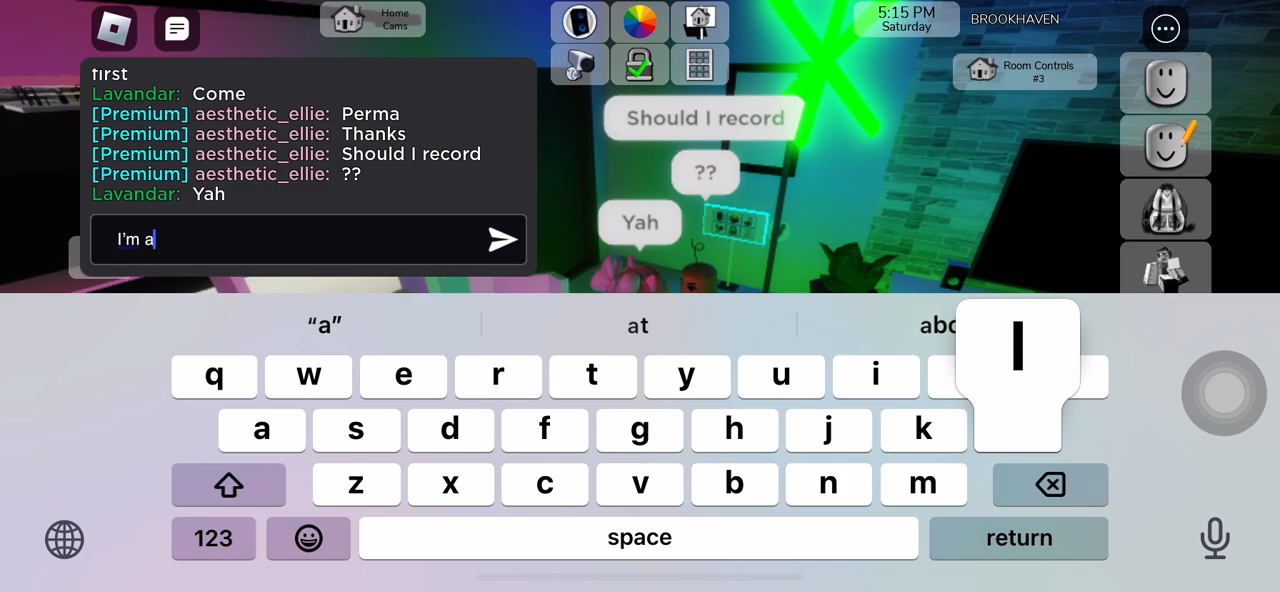 Home
Cams
5:15 PM
Saturday
BROOKHAVEN
Room Controls
#3
first
Lavandar: Come
[Premium] aesthetic_ellie: Perma
[Premium] aesthetic_ellie: Thanks
[Premium] aesthetic_ellie: Should I record
[Premium] aesthetic_ellie: ??
Lavandar: Yah
I'm a
Should I record
??
Yah
“a” at abo
q w e r t y u i
a s d f g h j k l
z x c v b n m
123 space return